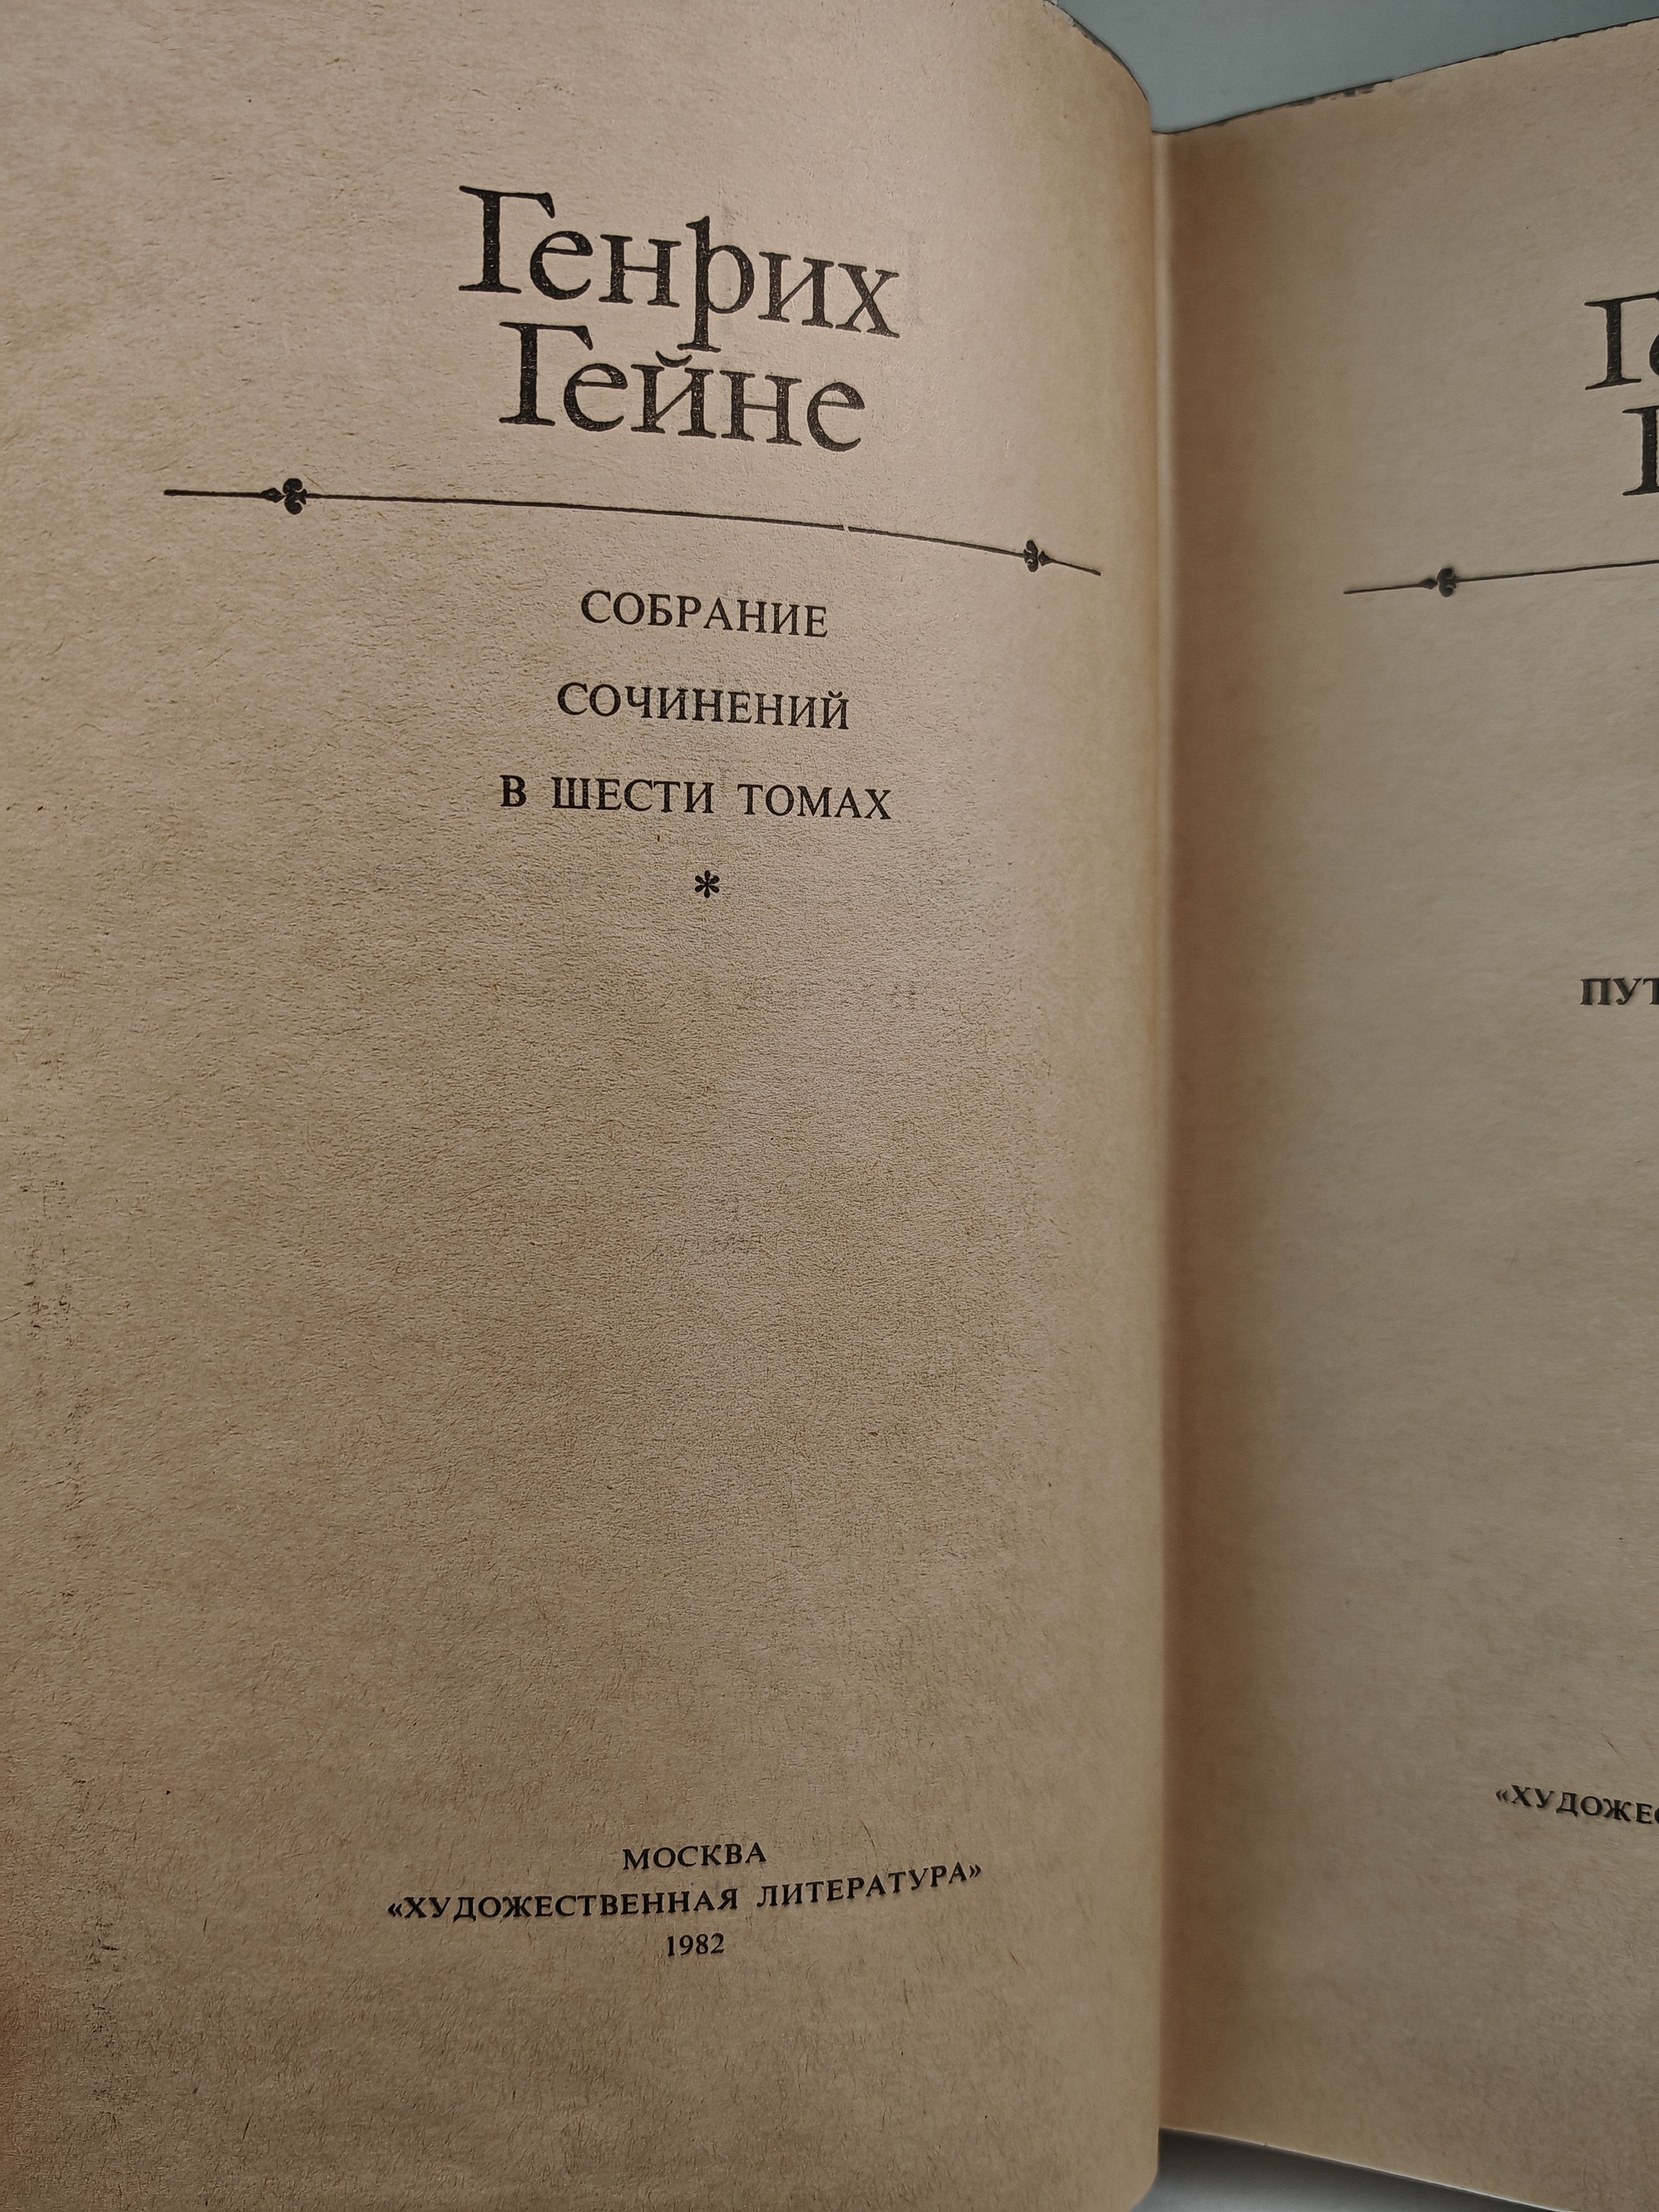 Генрих
Гейне
СОБРАНИЕ
СОЧИНЕНИЙ
В ШЕСТИ ТОМАХ
*
МОСКВА
«ХУДОЖЕСТВЕННАЯ ЛИТЕРАТУРА»
1982